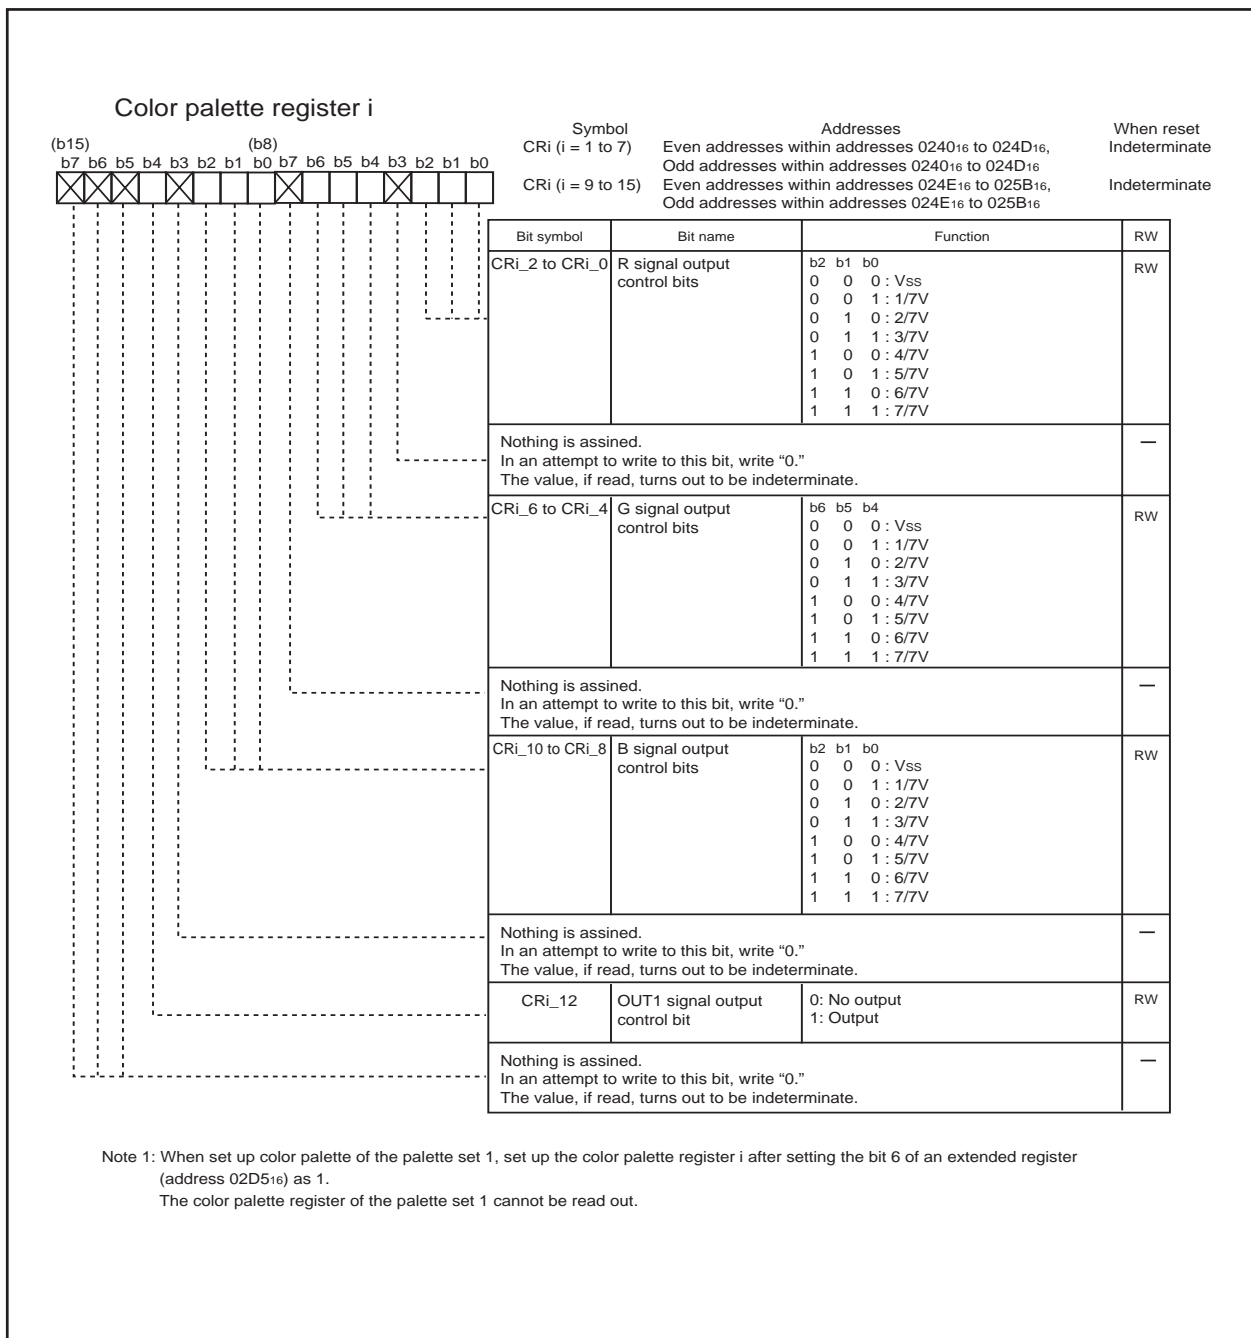 Color palette register i
(b15) (b8)
b7 b6 b5 b4 b3 b2 b1 b0 b7 b6 b5 b4 b3 b2 b1 b0
Symbol Addresses When reset
CRi (i = 1 to 7) Even addresses within addresses 024016 to 024D16, Indeterminate
Odd addresses within addresses 024016 to 024D16
CRi (i = 9 to 15) Even addresses within addresses 024E16 to 025B16, Indeterminate
Odd addresses within addresses 024E16 to 025B16
Bit symbol Bit name Function RW
CRi_2 to CRi_0 R signal output b2 b1 b0 RW
control bits 0 0 0 : VSS
0 0 1 : 1/7V
0 1 0 : 2/7V
0 1 1 : 3/7V
1 0 0 : 4/7V
1 0 1 : 5/7V
1 1 0 : 6/7V
1 1 1 : 7/7V
Nothing is assined. —
In an attempt to write to this bit, write “0.”
The value, if read, turns out to be indeterminate.
CRi_6 to CRi_4 G signal output b6 b5 b4 RW
control bits 0 0 0 : VSS
0 0 1 : 1/7V
0 1 0 : 2/7V
0 1 1 : 3/7V
1 0 0 : 4/7V
1 0 1 : 5/7V
1 1 0 : 6/7V
1 1 1 : 7/7V
Nothing is assined. —
In an attempt to write to this bit, write “0.”
The value, if read, turns out to be indeterminate.
CRi_10 to CRi_8 B signal output b2 b1 b0 RW
control bits 0 0 0 : VSS
0 0 1 : 1/7V
0 1 0 : 2/7V
0 1 1 : 3/7V
1 0 0 : 4/7V
1 0 1 : 5/7V
1 1 0 : 6/7V
1 1 1 : 7/7V
Nothing is assined. —
In an attempt to write to this bit, write “0.”
The value, if read, turns out to be indeterminate.
CRi_12 OUT1 signal output 0: No output RW
control bit 1: Output
Nothing is assined. —
In an attempt to write to this bit, write “0.”
The value, if read, turns out to be indeterminate.
Note 1: When set up color palette of the palette set 1, set up the color palette register i after setting the bit 6 of an extended register
(address 02D516) as 1.
The color palette register of the palette set 1 cannot be read out.